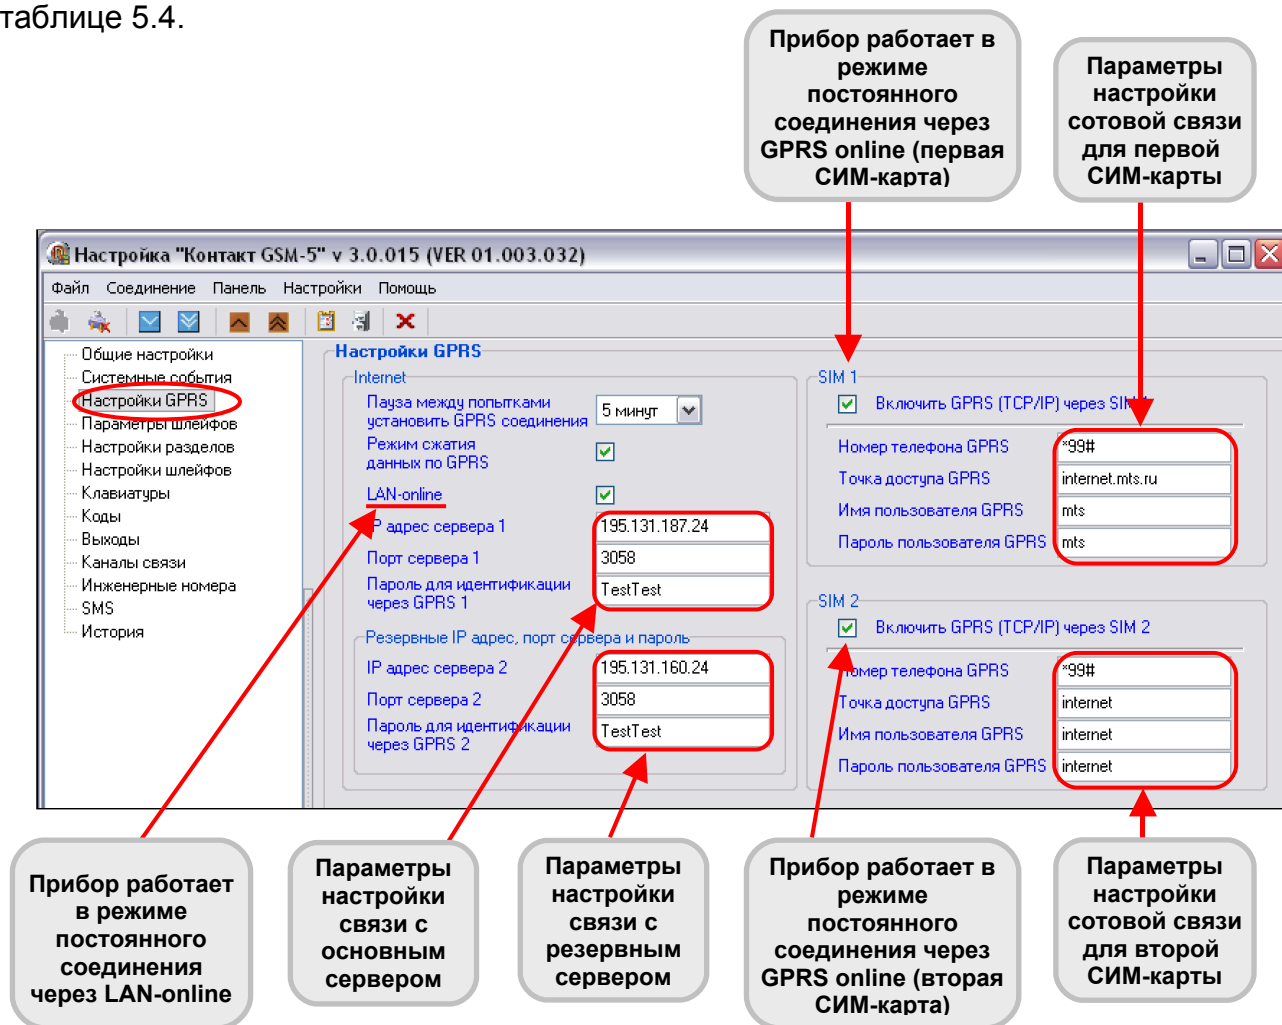 таблице 5.4.
Прибор работает в
режиме
постоянного
соединения через
GPRS online (первая
СИМ-карта)
Параметры
настройки
сотовой связи
для первой
СИМ-карты
Настройка "Контакт GSM-5" v 3.0.015 (VER 01.003.032)
Файл Соединение Панель Настройки Помощь
Общие настройки
Системные события
Настройки GPRS
Параметры шлейфов
Настройки разделов
Настройки шлейфов
Клавиатуры
Коды
Выходы
Каналы связи
Инженерные номера
SMS
История
Настройки GPRS
Internet
Пауза между попытками
установить GPRS соединения
5 минут
Режим сжатия
данных по GPRS
LAN-online
IP адрес сервера 1
195.131.187.24
Порт сервера 1
3058
Пароль для идентификации
через GPRS 1
TestTest
Резервные IP адрес, порт сервера и пароль
IP адрес сервера 2
195.131.160.24
Порт сервера 2
3058
Пароль для идентификации
через GPRS 2
TestTest
SIM 1
Включить GPRS (TCP/IP) через SIM 1
Номер телефона GPRS
*99#
Точка доступа GPRS
internet.mts.ru
Имя пользователя GPRS
mts
Пароль пользователя GPRS
mts
SIM 2
Включить GPRS (TCP/IP) через SIM 2
Номер телефона GPRS
*99#
Точка доступа GPRS
internet
Имя пользователя GPRS
internet
Пароль пользователя GPRS
internet
Прибор работает
в режиме
постоянного
соединения
через LAN-online
Параметры
настройки
связи с
основным
сервером
Параметры
настройки
связи с
резервным
сервером
Прибор работает в
режиме
постоянного
соединения через
GPRS online (вторая
СИМ-карта)
Параметры
настройки
сотовой связи
для второй
СИМ-карты